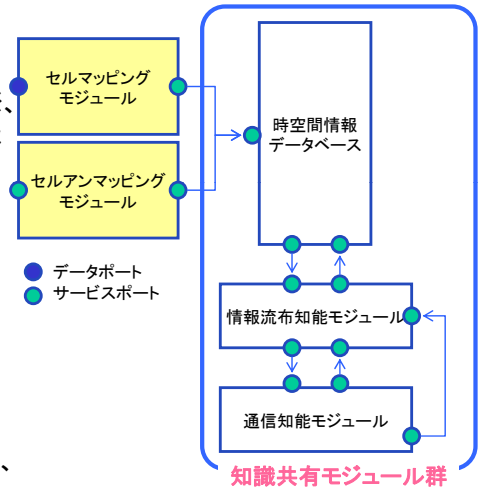 セルマッピング
モジュール
セルアンマッピング
モジュール
時空間情報
データベース
データポート
サービスポート
情報流布知能モジュール
通信知能モジュール
、
知識共有モジュール群